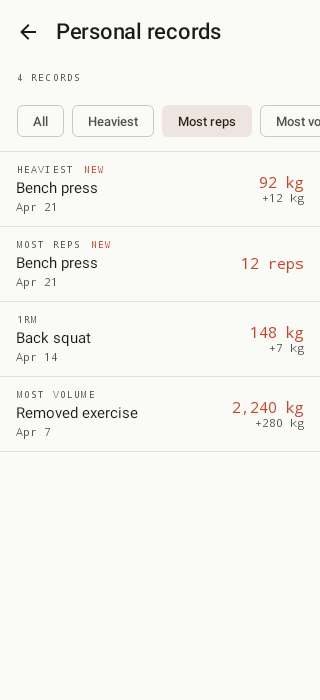 Personal records
4 RECORDS
All
Heaviest
Most reps
Most vo
HEAVIEST NEW
Bench press
Apr 21
92 kg
+12 kg
MOST REPS NEW
Bench press
Apr 21
12 reps
1RM
Back squat
Apr 14
148 kg
+7 kg
MOST VOLUME
Removed exercise
Apr 7
2,240 kg
+280 kg